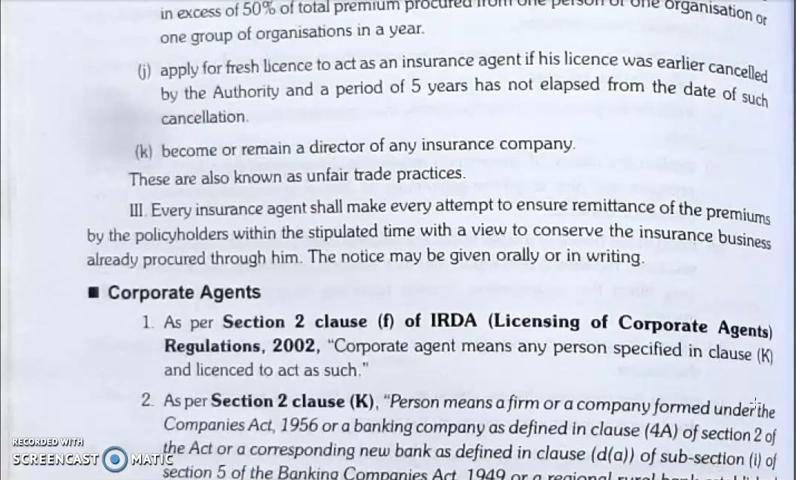 in excess of 50% of total premium procured from one person or one organisation or
one group of organisations in a year.
(j) apply for fresh licence to act as an insurance agent if his licence was earlier cancelled
by the Authority and a period of 5 years has not elapsed from the date of such
cancellation.
(k) become or remain a director of any insurance company.
These are also known as unfair trade practices.
III. Every insurance agent shall make every attempt to ensure remittance of the premiums
by the policyholders within the stipulated time with a view to conserve the insurance business
already procured through him. The notice may be given orally or in writing.
■ Corporate Agents
1. As per Section 2 clause (f) of IRDA (Licensing of Corporate Agents)
Regulations, 2002, “Corporate agent means any person specified in clause (K)
and licenced to act as such.”
2. As per Section 2 clause (K), “Person means a firm or a company formed under the
Companies Act, 1956 or a banking company as defined in clause (4A) of section 2 of
the Act or a corresponding new bank as defined in clause (d(a)) of sub-section (i) of
section 5 of the Banking Companies Act, 1949 or a regional rural bank established
RECORDED WITH
SCREENCAST MATIC